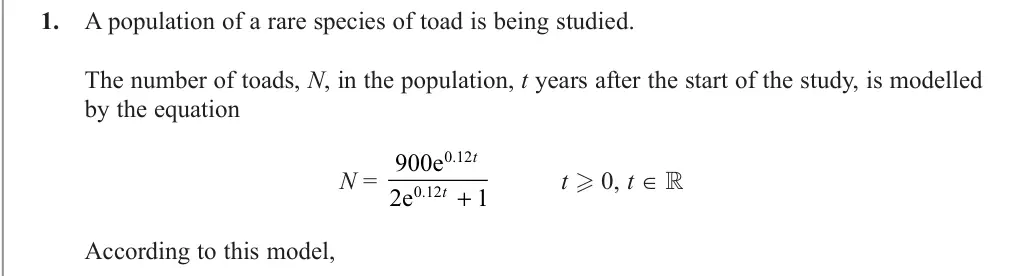 1. A population of a rare species of toad is being studied.
The number of toads, N, in the population, t years after the start of the study, is modelled
by the equation
N = 900e^0.12t / 2e^0.12t + 1    t ⩾ 0, t ∈ ℝ
According to this model,